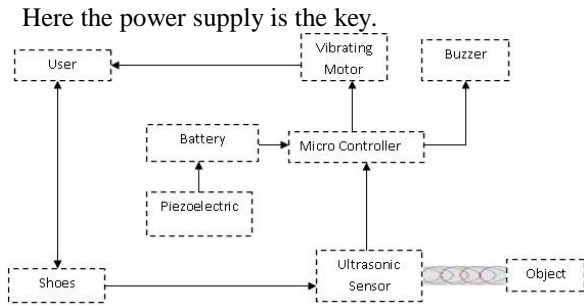 Here the power supply is the key.
User
Vibrating
Motor
Buzzer
Battery
Micro Controller
Piezoelectric
Shoes
Ultrasonic
Sensor
Object